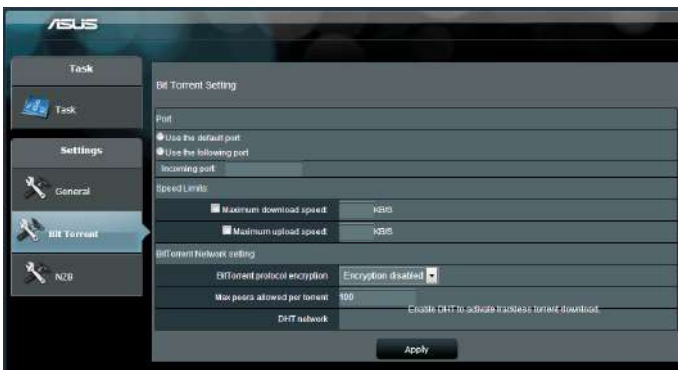 ASUS
Task
Task
Settings
General
Bit Torrent
NZB
Bit Torrent Setting
Port
Use the default port
Use the following port
Incoming port:
Speed Limits:
Maximum download speed: KB/S
Maximum upload speed: KB/S
BitTorrent Network setting
BitTorrent protocol encryption Encryption disabled
Max peers allowed per torrent 100
DHT network Enable DHT to activate trackless torrent download.
Apply